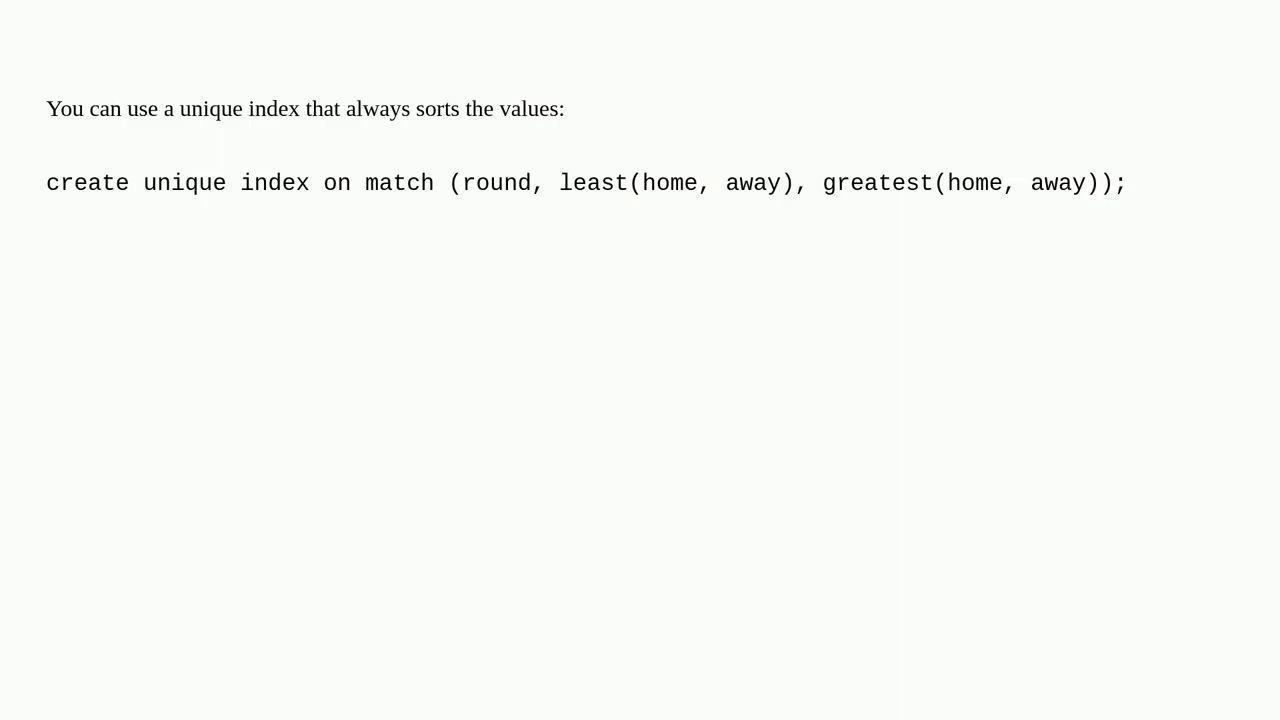 You can use a unique index that always sorts the values:
create unique index on match (round, least(home, away), greatest(home, away));